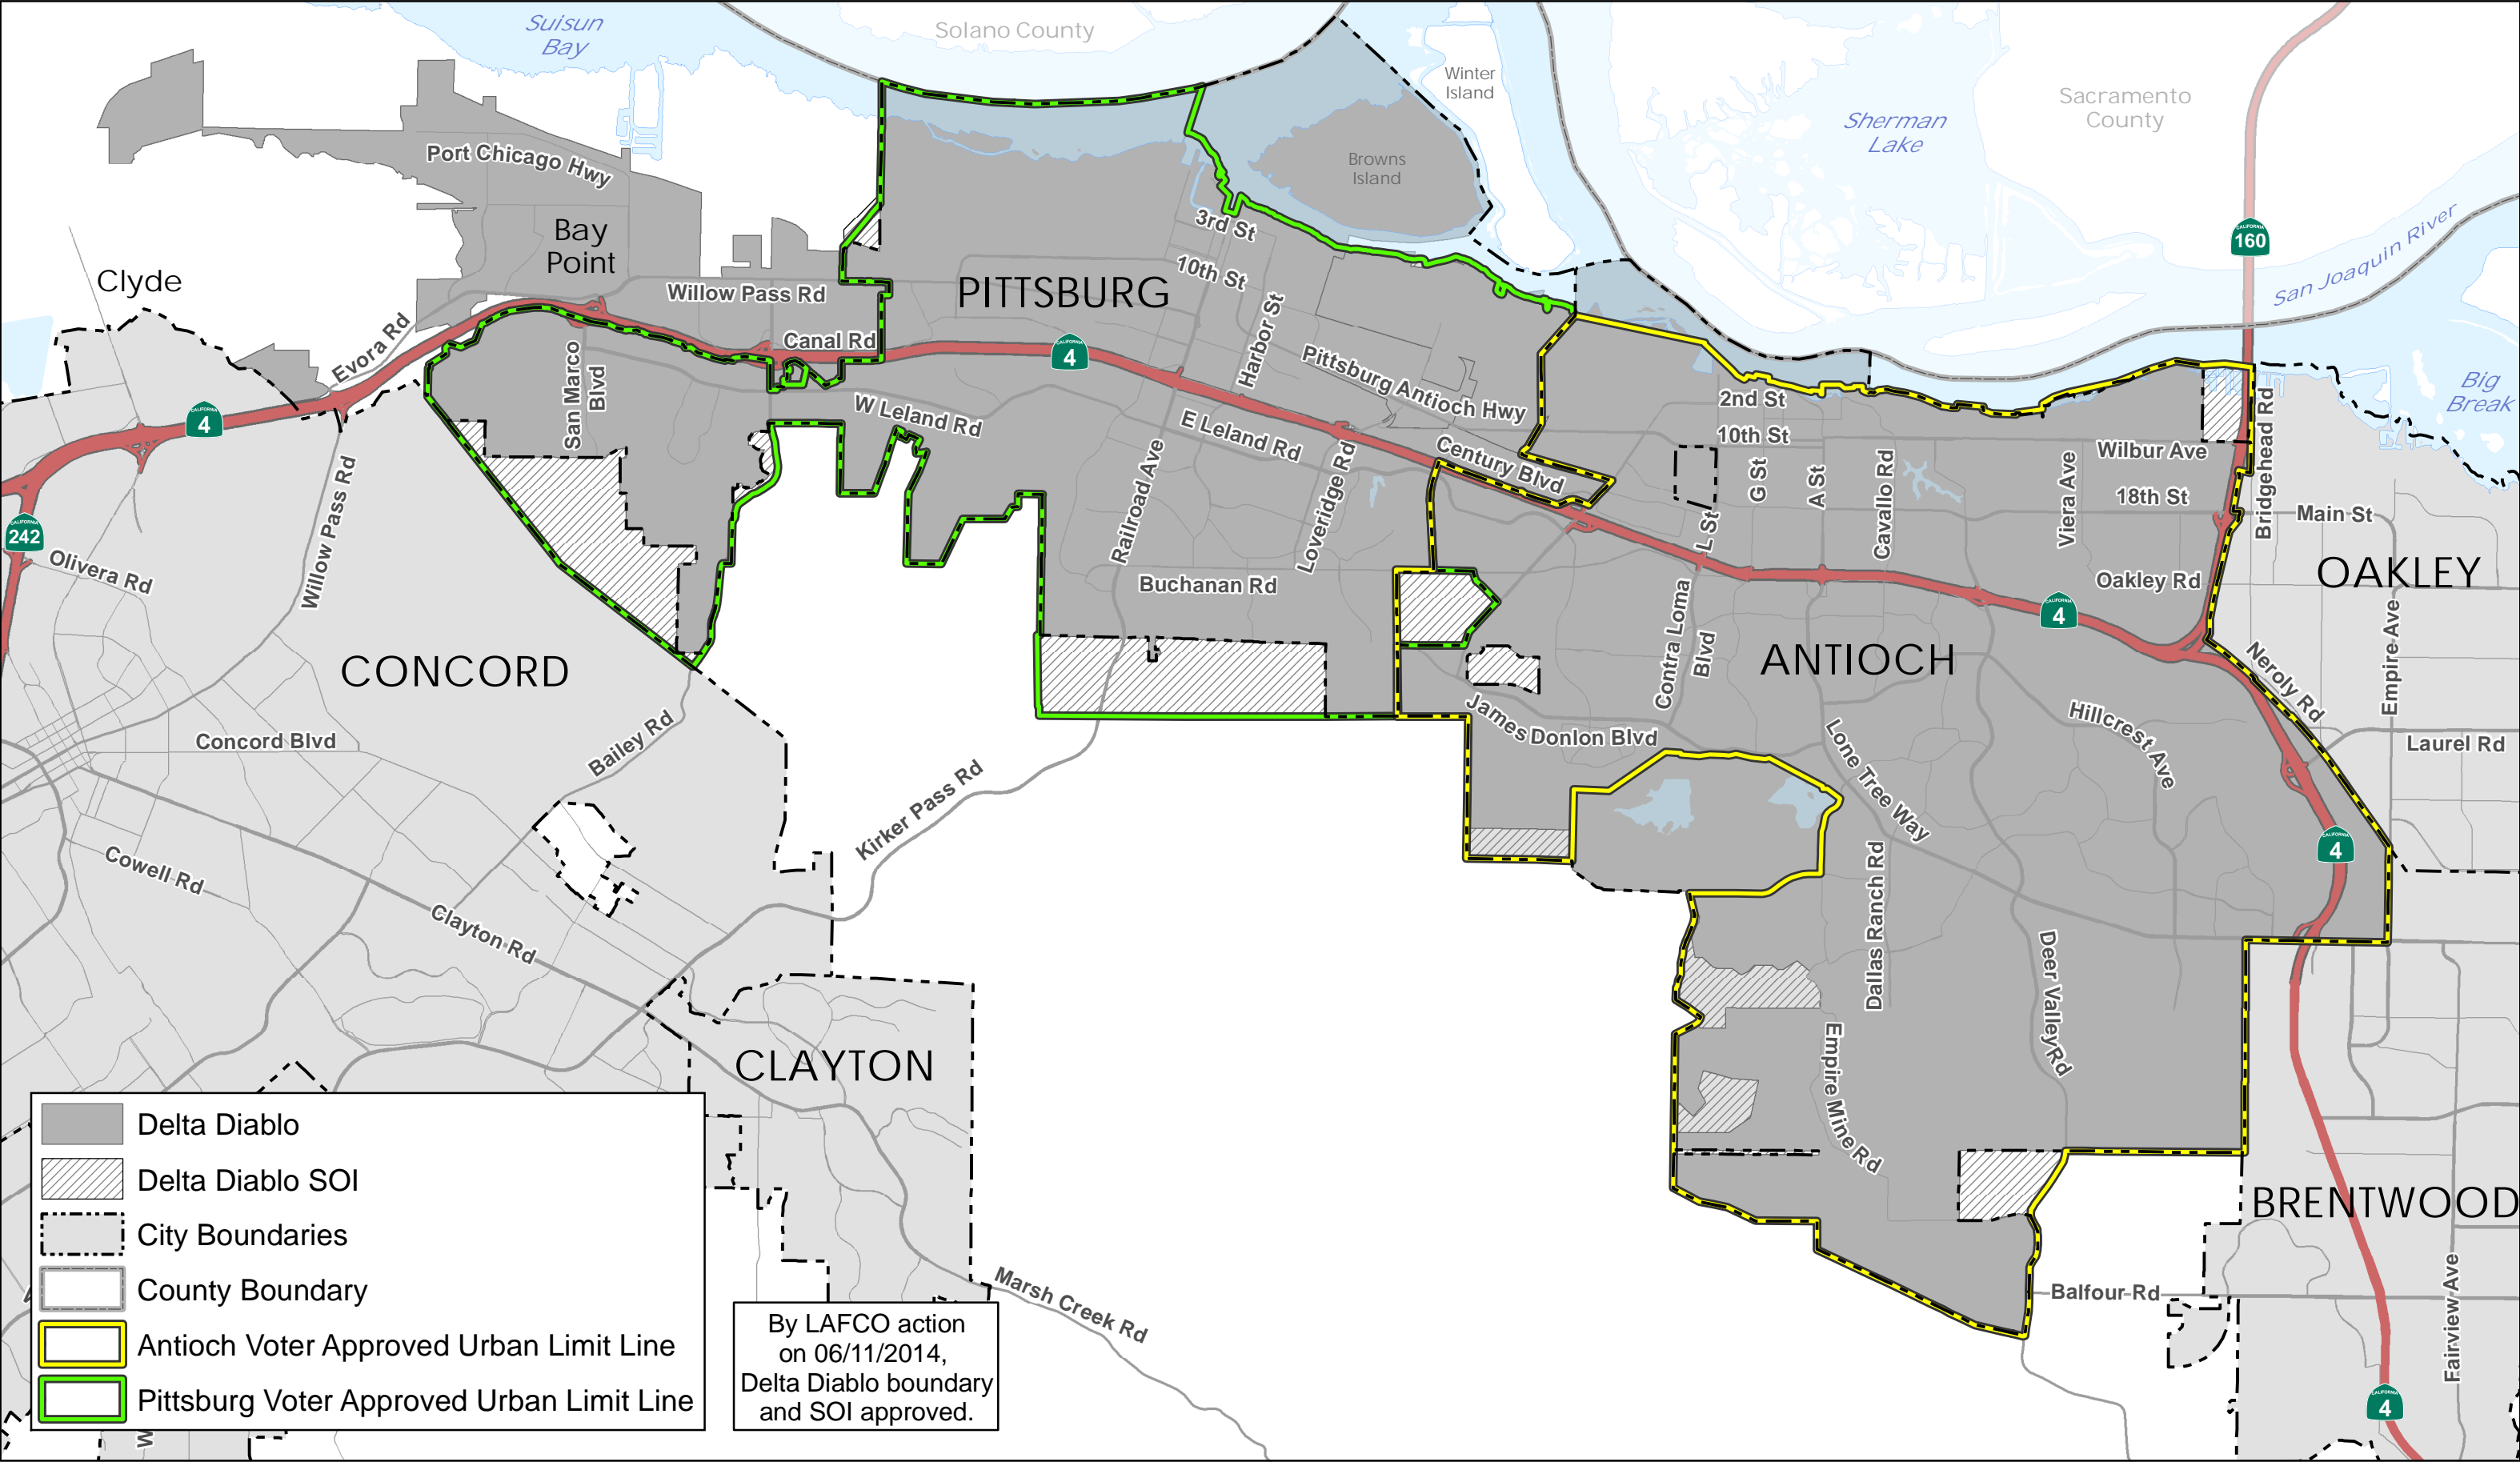 Suisun
Bay
Solano County
Winter
Island
Sherman
Lake
Sacramento
County
Browns
Island
Port Chicago Hwy
Bay
Point
Clyde
3rd St
10th St
CALIFORNIA
160
San Joaquin River
PITTSBURG
Willow Pass Rd
Canal Rd
Harbor St
Evora Rd
CALIFORNIA
4
Pittsburg Antioch Hwy
San Marco
Blvd
W Leland Rd
E Leland Rd
Century Blvd
2nd St
10th St
Big
Break
Bridgehead Rd
Wilbur Ave
CALIFORNIA
4
Willow Pass Rd
Railroad Ave
Loveridge Rd
L St
G St
A St
Cavallo Rd
Viera Ave
18th St
Main St
CALIFORNIA
242
Olivera Rd
Buchanan Rd
Oakley Rd
OAKLEY
CALIFORNIA
4
CONCORD
Contra Loma
Blvd
ANTIOCH
Empire Ave
Neroly Rd
Concord Blvd
Bailey Rd
James Donlon Blvd
Lone Tree Way
Hillcrest Ave
Laurel Rd
Kirker Pass Rd
CALIFORNIA
4
Cowell Rd
Clayton Rd
Dallas Ranch Rd
Deer Valley Rd
CLAYTON
Empire Mine Rd
BRENTWOOD
Delta Diablo
Delta Diablo SOI
City Boundaries
County Boundary
Antioch Voter Approved Urban Limit Line
Pittsburg Voter Approved Urban Limit Line
Marsh Creek Rd
Balfour Rd
Fairview Ave
By LAFCO action
on 06/11/2014,
Delta Diablo boundary
and SOI approved.
CALIFORNIA
4
W